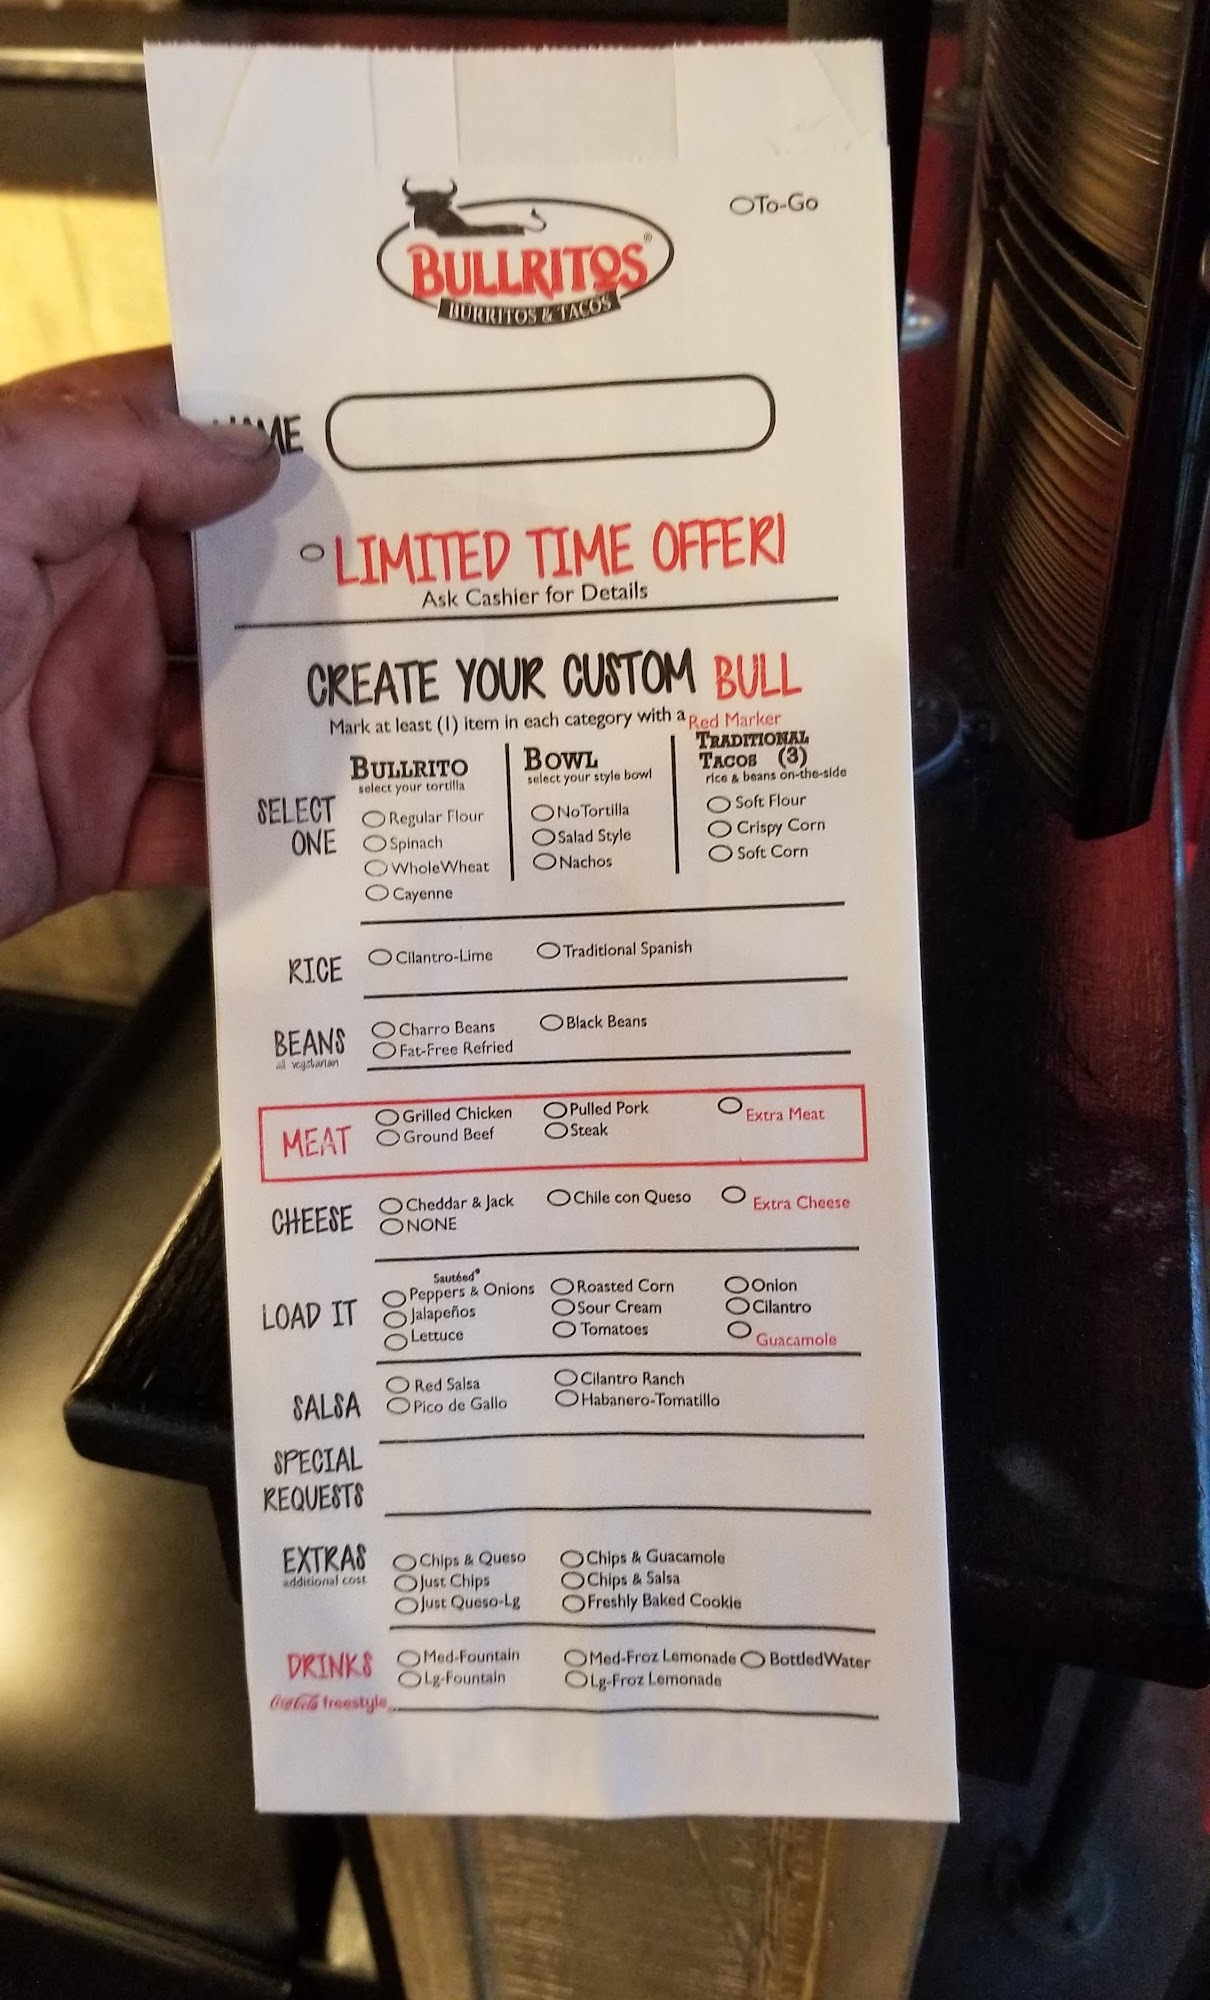 To-Go
BULLRITOS®
BURRITOS & TACOS
LIMITED TIME OFFER!
Ask Cashier for Details
CREATE YOUR CUSTOM BULL
Mark at least (1) item in each category with a Red Marker
SELECT ONE
BULLRITO
select your tortilla
Regular Flour
Spinach
Whole Wheat
Cayenne
BOWL
select your style bowl
No Tortilla
Salad Style
Nachos
TRADITIONAL
TACOS (3)
rice & beans on-the-side
Soft Flour
Crispy Corn
Soft Corn
RICE
Cilantro-Lime Traditional Spanish
BEANS
all vegetarian
Charro Beans Black Beans
Fat-Free Refried
MEAT
Grilled Chicken Pulled Pork Extra Meat
Ground Beef Steak
CHEESE
Cheddar & Jack Chile con Queso Extra Cheese
NONE
LOAD IT
Sautéed*
Peppers & Onions Roasted Corn Onion
Jalapeños Sour Cream Cilantro
Lettuce Tomatoes Guacamole
SALSA
Red Salsa Cilantro Ranch
Pico de Gallo Habanero-Tomatillo
SPECIAL
REQUESTS
EXTRAS
additional cost
Chips & Queso Chips & Guacamole
Just Chips Chips & Salsa
Just Queso-Lg Freshly Baked Cookie
DRINKS
Coca-Cola freestyle
Med-Fountain Med-Froz Lemonade Bottled Water
Lg-Fountain Lg-Froz Lemonade